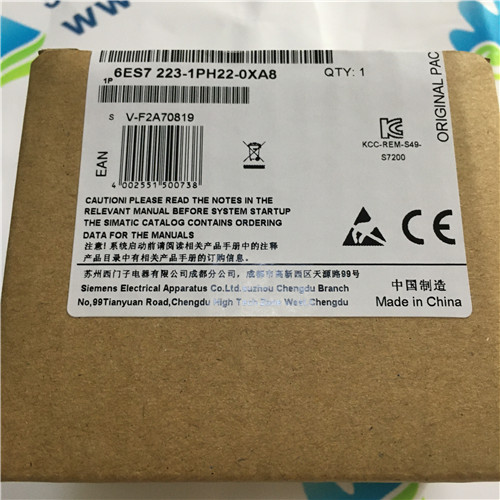 6ES7 223-1PH22-0XA8
QTY: 1
1P
S V-F2A70819
EAN
4 002551 500738
KCC-REM-S49-
S7200
ORIGINAL PAC
CAUTION! PLEASE READ THE NOTES IN THE
RELEVANT MANUAL BEFORE SYSTEM STARTUP
THE SIMATIC CATALOG CONTAINS ORDERING
DATA FOR THE MANUALS
注意!系统启动前请阅读相关产品手册中的注释
产品目录中有相关手册的订购信息.
CE
苏州西门子电器有限公司成都分公司, 成都市高新西区天源路99号
Siemens Electrical Apparatus Co.Ltd.suzhou Chengdu Branch
No,99Tianyuan Road,Chengdu High Tech Zone West Chengdu
中国制造
Made in China